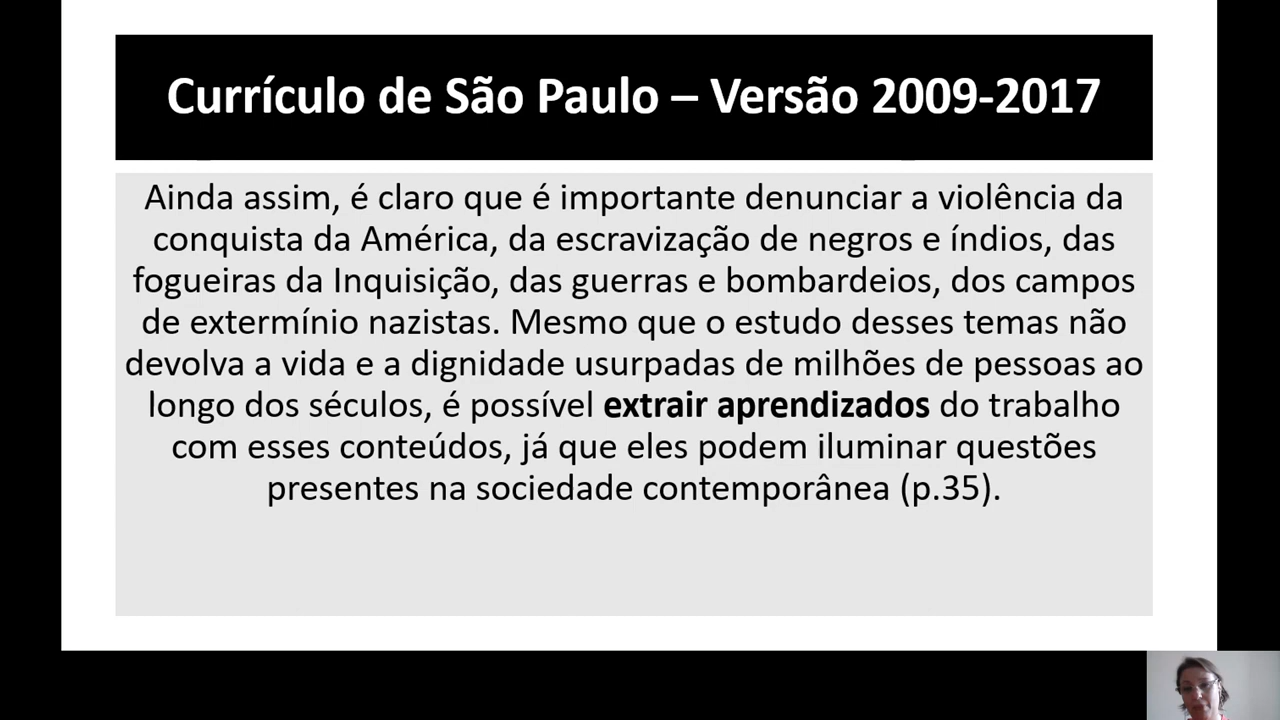 Currículo de São Paulo – Versão 2009-2017
Ainda assim, é claro que é importante denunciar a violência da
conquista da América, da escravização de negros e índios, das
fogueiras da Inquisição, das guerras e bombardeios, dos campos
de extermínio nazistas. Mesmo que o estudo desses temas não
devolva a vida e a dignidade usurpadas de milhões de pessoas ao
longo dos séculos, é possível extrair aprendizados do trabalho
com esses conteúdos, já que eles podem iluminar questões
presentes na sociedade contemporânea (p.35).